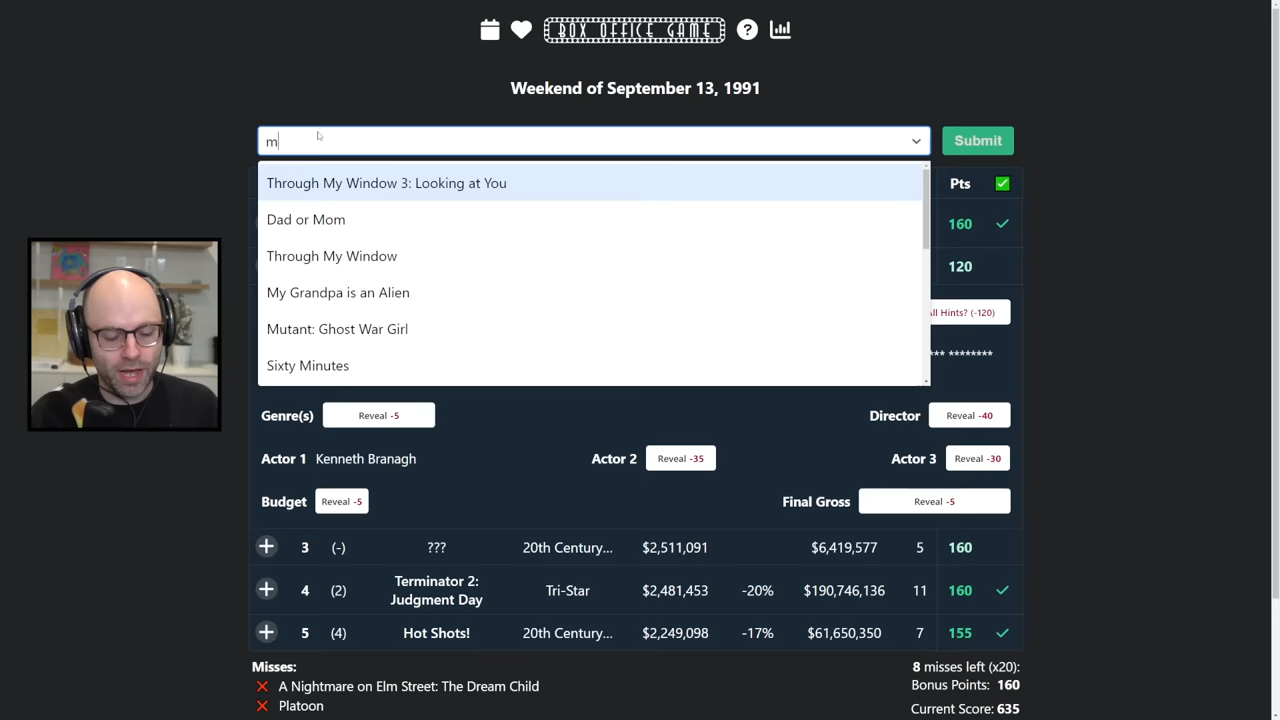 BOX OFFICE GAME
Weekend of September 13, 1991
m
Submit
Through My Window 3: Looking at You
Dad or Mom
Through My Window
My Grandpa is an Alien
Mutant: Ghost War Girl
Sixty Minutes
Pts
160
120
All Hints? (-120)
*** ********
Genre(s) Reveal -5 Director Reveal -40
Actor 1 Kenneth Branagh Actor 2 Reveal -35 Actor 3 Reveal -30
Budget Reveal -5 Final Gross Reveal -5
3 (-) ??? 20th Century... $2,511,091 $6,419,577 5 160
4 (2) Terminator 2: Judgment Day Tri-Star $2,481,453 -20% $190,746,136 11 160
5 (4) Hot Shots! 20th Century... $2,249,098 -17% $61,650,350 7 155
Misses: 8 misses left (x20):
A Nightmare on Elm Street: The Dream Child Bonus Points: 160
Platoon Current Score: 635